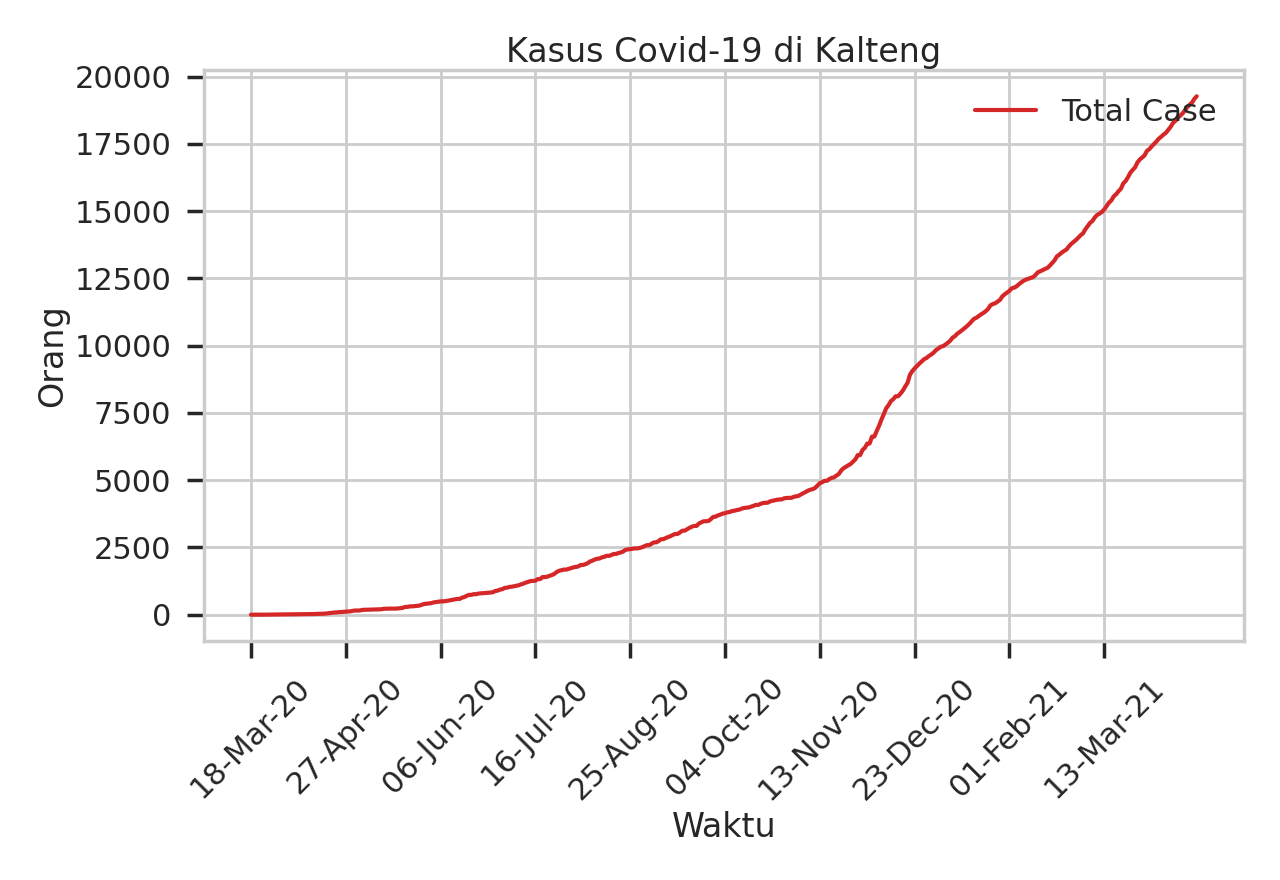 Kasus Covid-19 di Kalteng
Total Case
Orang
20000
17500
15000
12500
10000
7500
5000
2500
0
18-Mar-20
27-Apr-20
06-Jun-20
16-Jul-20
25-Aug-20
04-Oct-20
13-Nov-20
23-Dec-20
01-Feb-21
13-Mar-21
Waktu